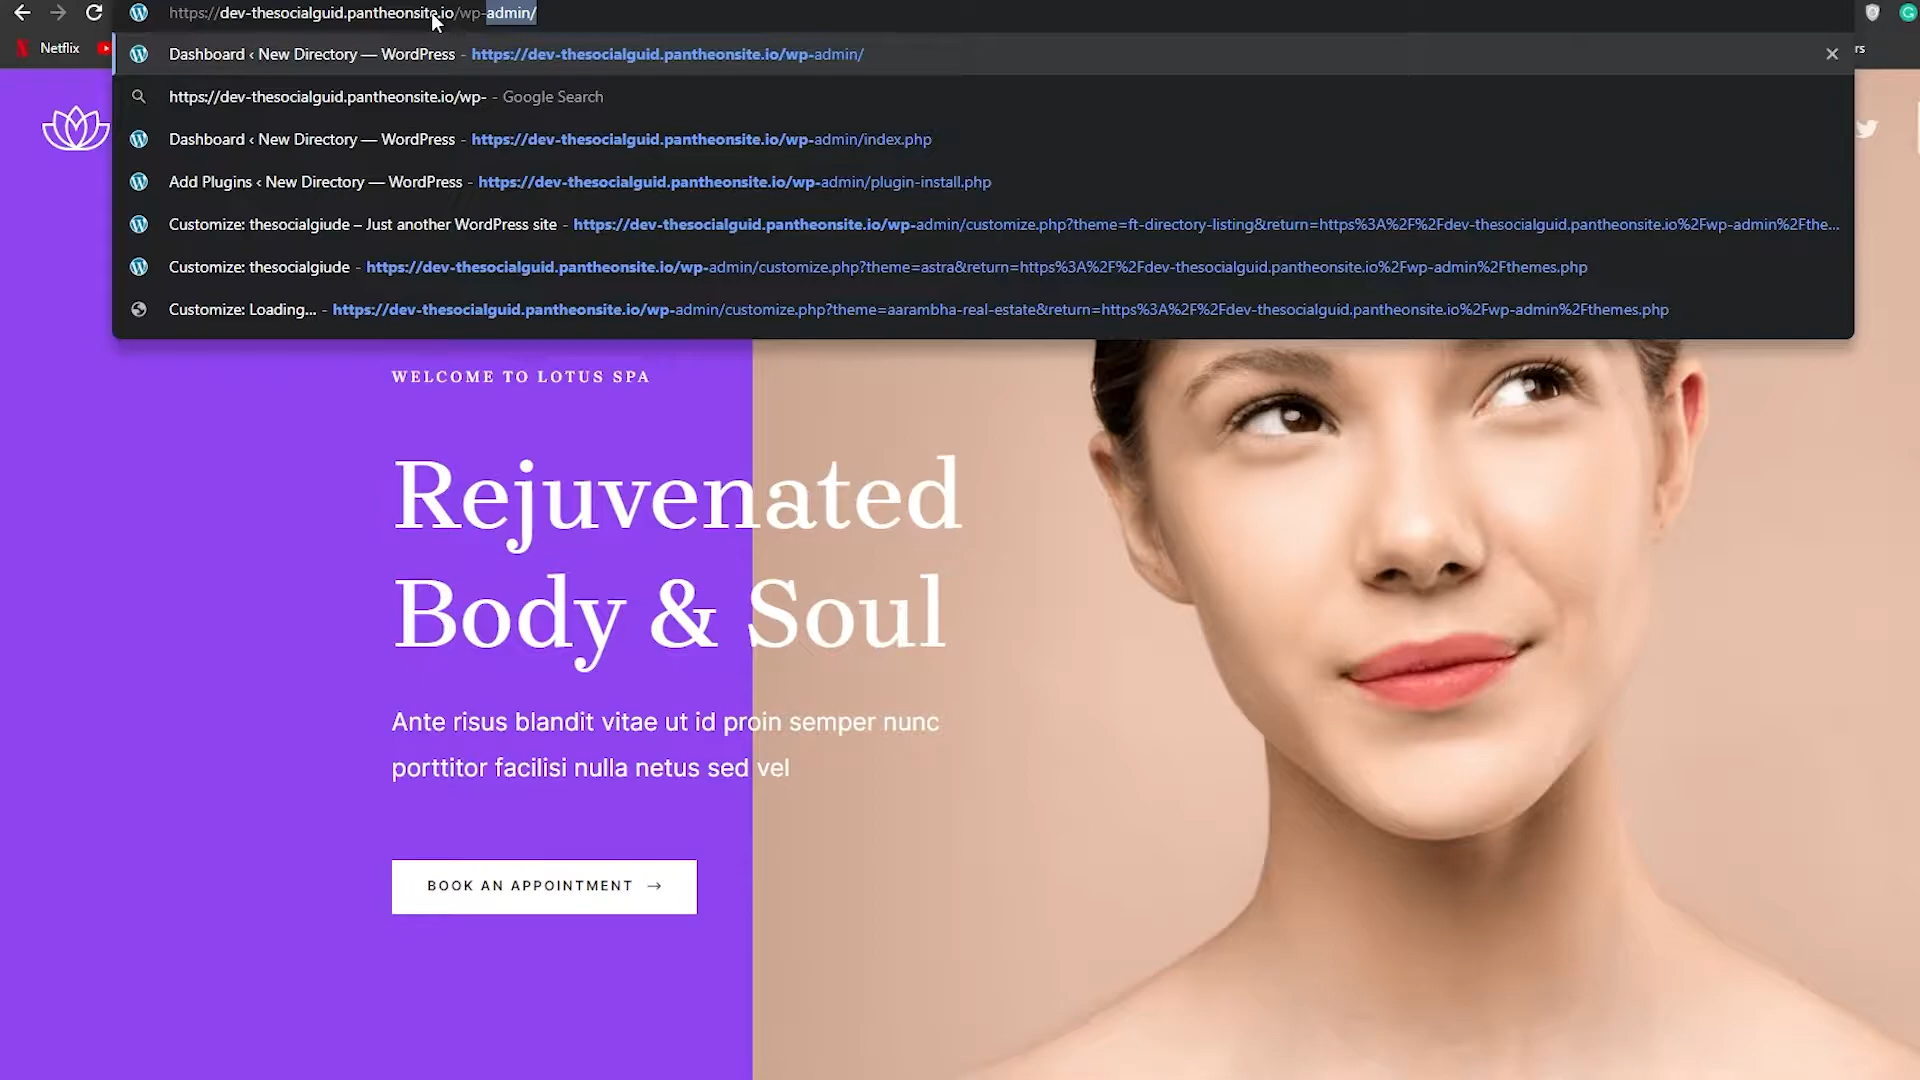 https://dev-thesocialguid.pantheonsite.io/wp-admin/
Netflix
rs
Dashboard ‹ New Directory — WordPress - https://dev-thesocialguid.pantheonsite.io/wp-admin/
https://dev-thesocialguid.pantheonsite.io/wp- - Google Search
Dashboard ‹ New Directory — WordPress - https://dev-thesocialguid.pantheonsite.io/wp-admin/index.php
Add Plugins ‹ New Directory — WordPress - https://dev-thesocialguid.pantheonsite.io/wp-admin/plugin-install.php
Customize: thesocialgiude – Just another WordPress site - https://dev-thesocialguid.pantheonsite.io/wp-admin/customize.php?theme=ft-directory-listing&return=https%3A%2F%2Fdev-thesocialguid.pantheonsite.io%2Fwp-admin%2Fthe...
Customize: thesocialgiude - https://dev-thesocialguid.pantheonsite.io/wp-admin/customize.php?theme=astra&return=https%3A%2F%2Fdev-thesocialguid.pantheonsite.io%2Fwp-admin%2Fthemes.php
Customize: Loading... - https://dev-thesocialguid.pantheonsite.io/wp-admin/customize.php?theme=aarambha-real-estate&return=https%3A%2F%2Fdev-thesocialguid.pantheonsite.io%2Fwp-admin%2Fthemes.php
WELCOME TO LOTUS SPA
Rejuvenated
Body & Soul
Ante risus blandit vitae ut id proin semper nunc
porttitor facilisi nulla netus sed vel
BOOK AN APPOINTMENT →